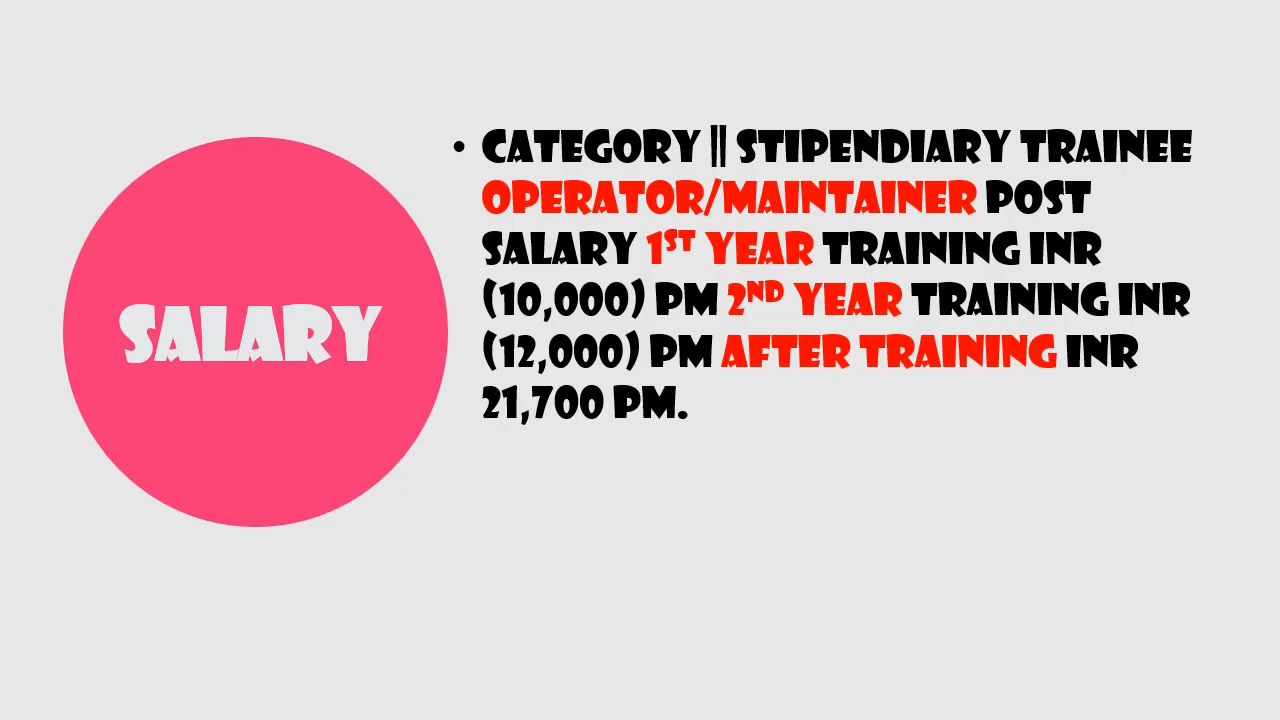 SALARY
• CATEGORY || STIPENDIARY TRAINEE
OPERATOR/MAINTAINER POST
SALARY 1ST YEAR TRAINING INR
(10,000) PM 2ND YEAR TRAINING INR
(12,000) PM AFTER TRAINING INR
21,700 PM.